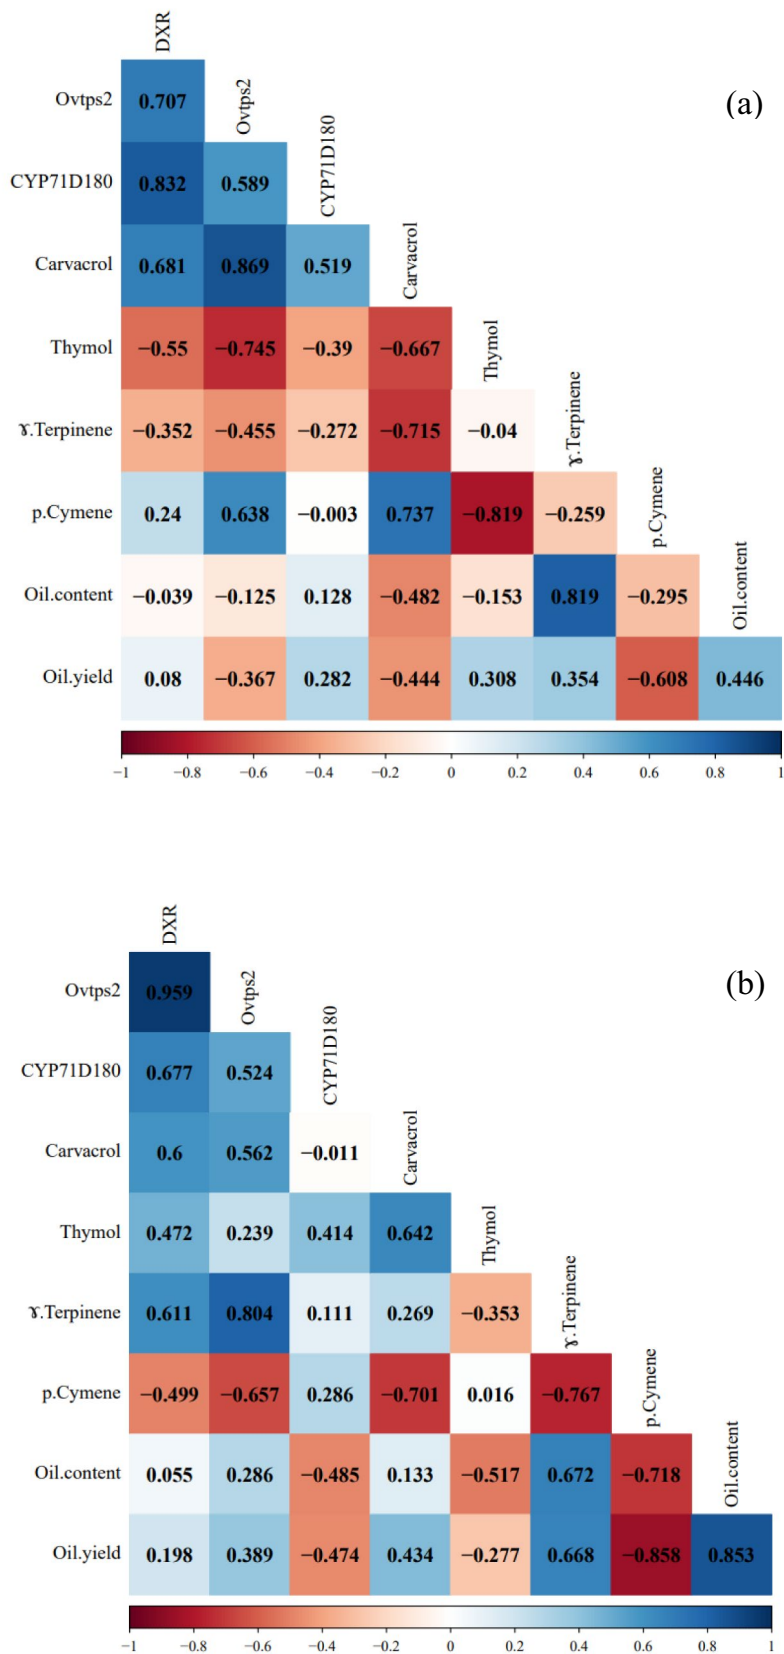 DXR
Ovtps2 0.707 Ovtps2 (a)
CYP71D180 0.832 0.589 CYP71D180
Carvacrol 0.681 0.869 0.519 Carvacrol
Thymol −0.55 −0.745 −0.39 −0.667 Thymol
ɤ.Terpinene −0.352 −0.455 −0.272 −0.715 −0.04 ɤ.Terpinene
p.Cymene 0.24 0.638 −0.003 0.737 −0.819 −0.259 p.Cymene
Oil.content −0.039 −0.125 0.128 −0.482 −0.153 0.819 −0.295 Oil.content
Oil.yield 0.08 −0.367 0.282 −0.444 0.308 0.354 −0.608 0.446
−1 −0.8 −0.6 −0.4 −0.2 0 0.2 0.4 0.6 0.8 1
DXR
Ovtps2 0.959 Ovtps2 (b)
CYP71D180 0.677 0.524 CYP71D180
Carvacrol 0.6 0.562 −0.011 Carvacrol
Thymol 0.472 0.239 0.414 0.642 Thymol
ɤ.Terpinene 0.611 0.804 0.111 0.269 −0.353 ɤ.Terpinene
p.Cymene −0.499 −0.657 0.286 −0.701 0.016 −0.767 p.Cymene
Oil.content 0.055 0.286 −0.485 0.133 −0.517 0.672 −0.718 Oil.content
Oil.yield 0.198 0.389 −0.474 0.434 −0.277 0.668 −0.858 0.853
−1 −0.8 −0.6 −0.4 −0.2 0 0.2 0.4 0.6 0.8 1